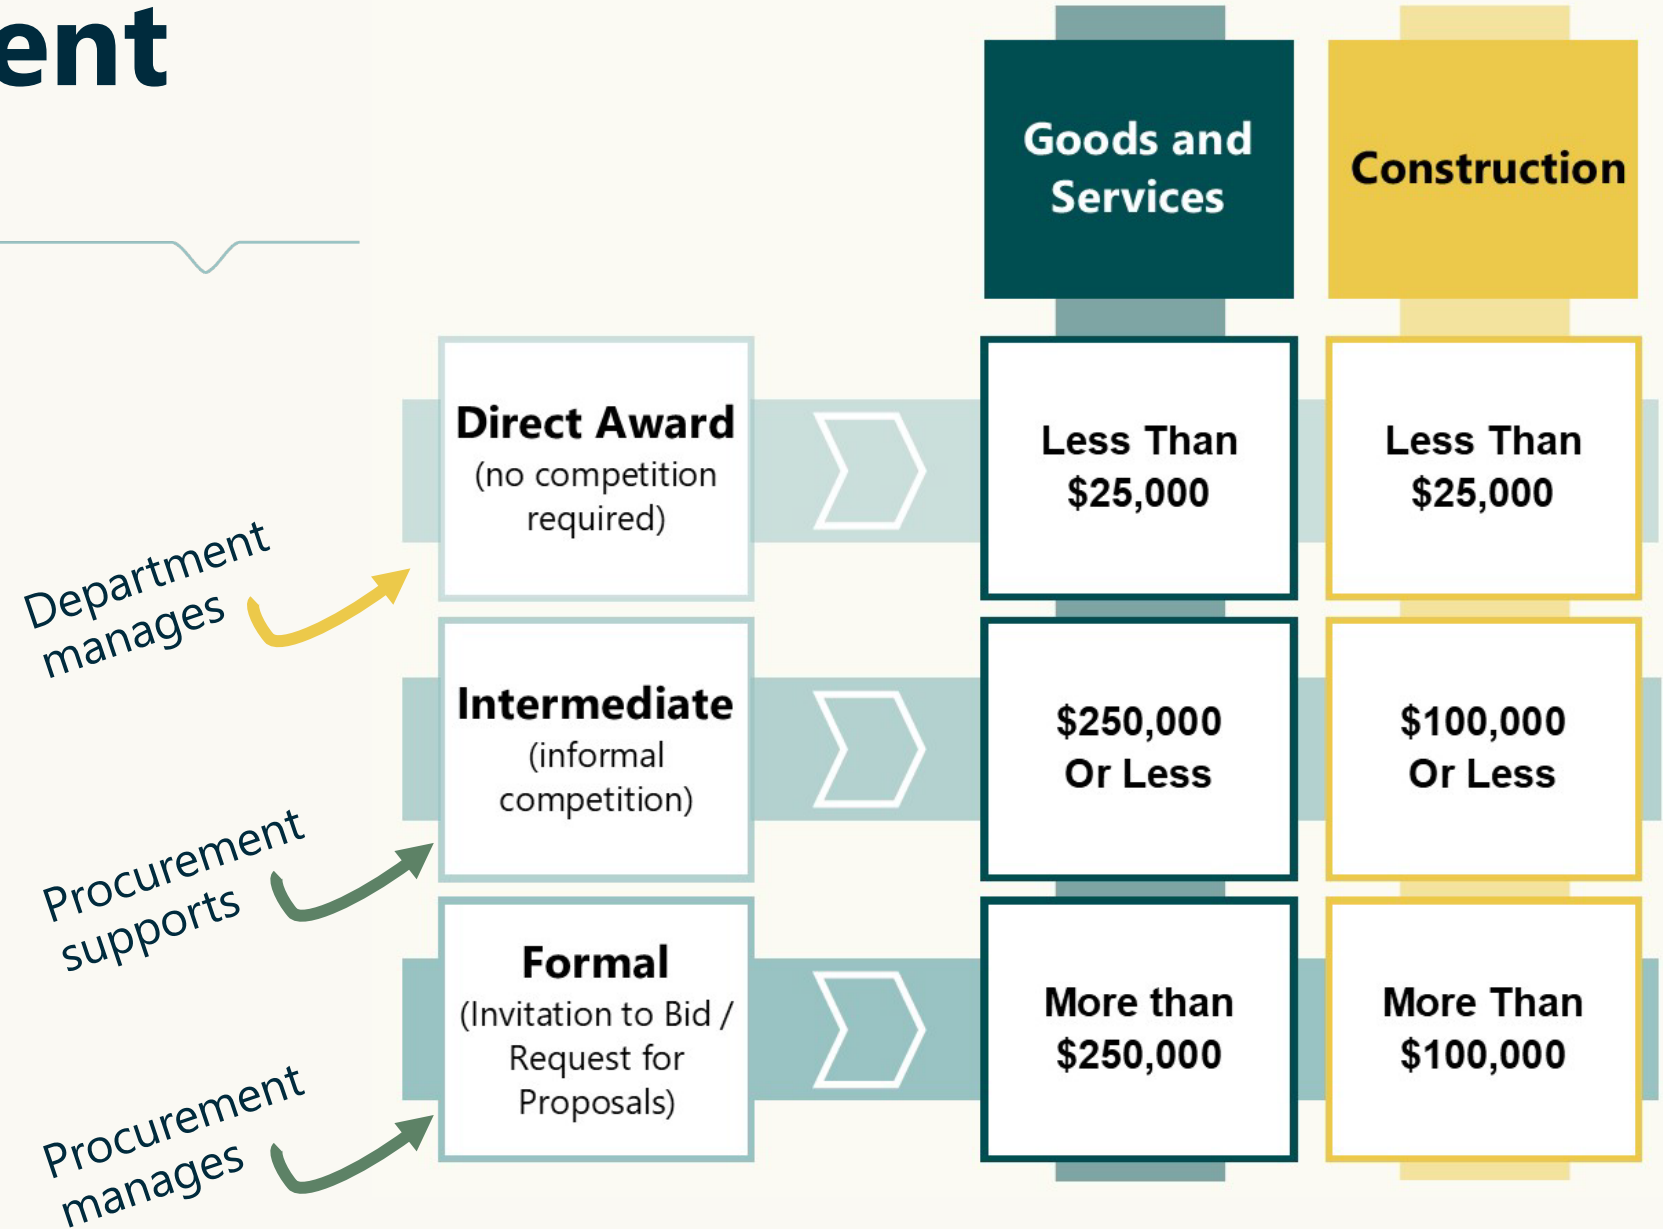 ent
Goods and
Services
Construction
Direct Award
(no competition
required)
Less Than
$25,000
Less Than
$25,000
Department
manages
Intermediate
(informal
competition)
$250,000
Or Less
$100,000
Or Less
Procurement
supports
Formal
(Invitation to Bid /
Request for
Proposals)
More than
$250,000
More Than
$100,000
Procurement
manages